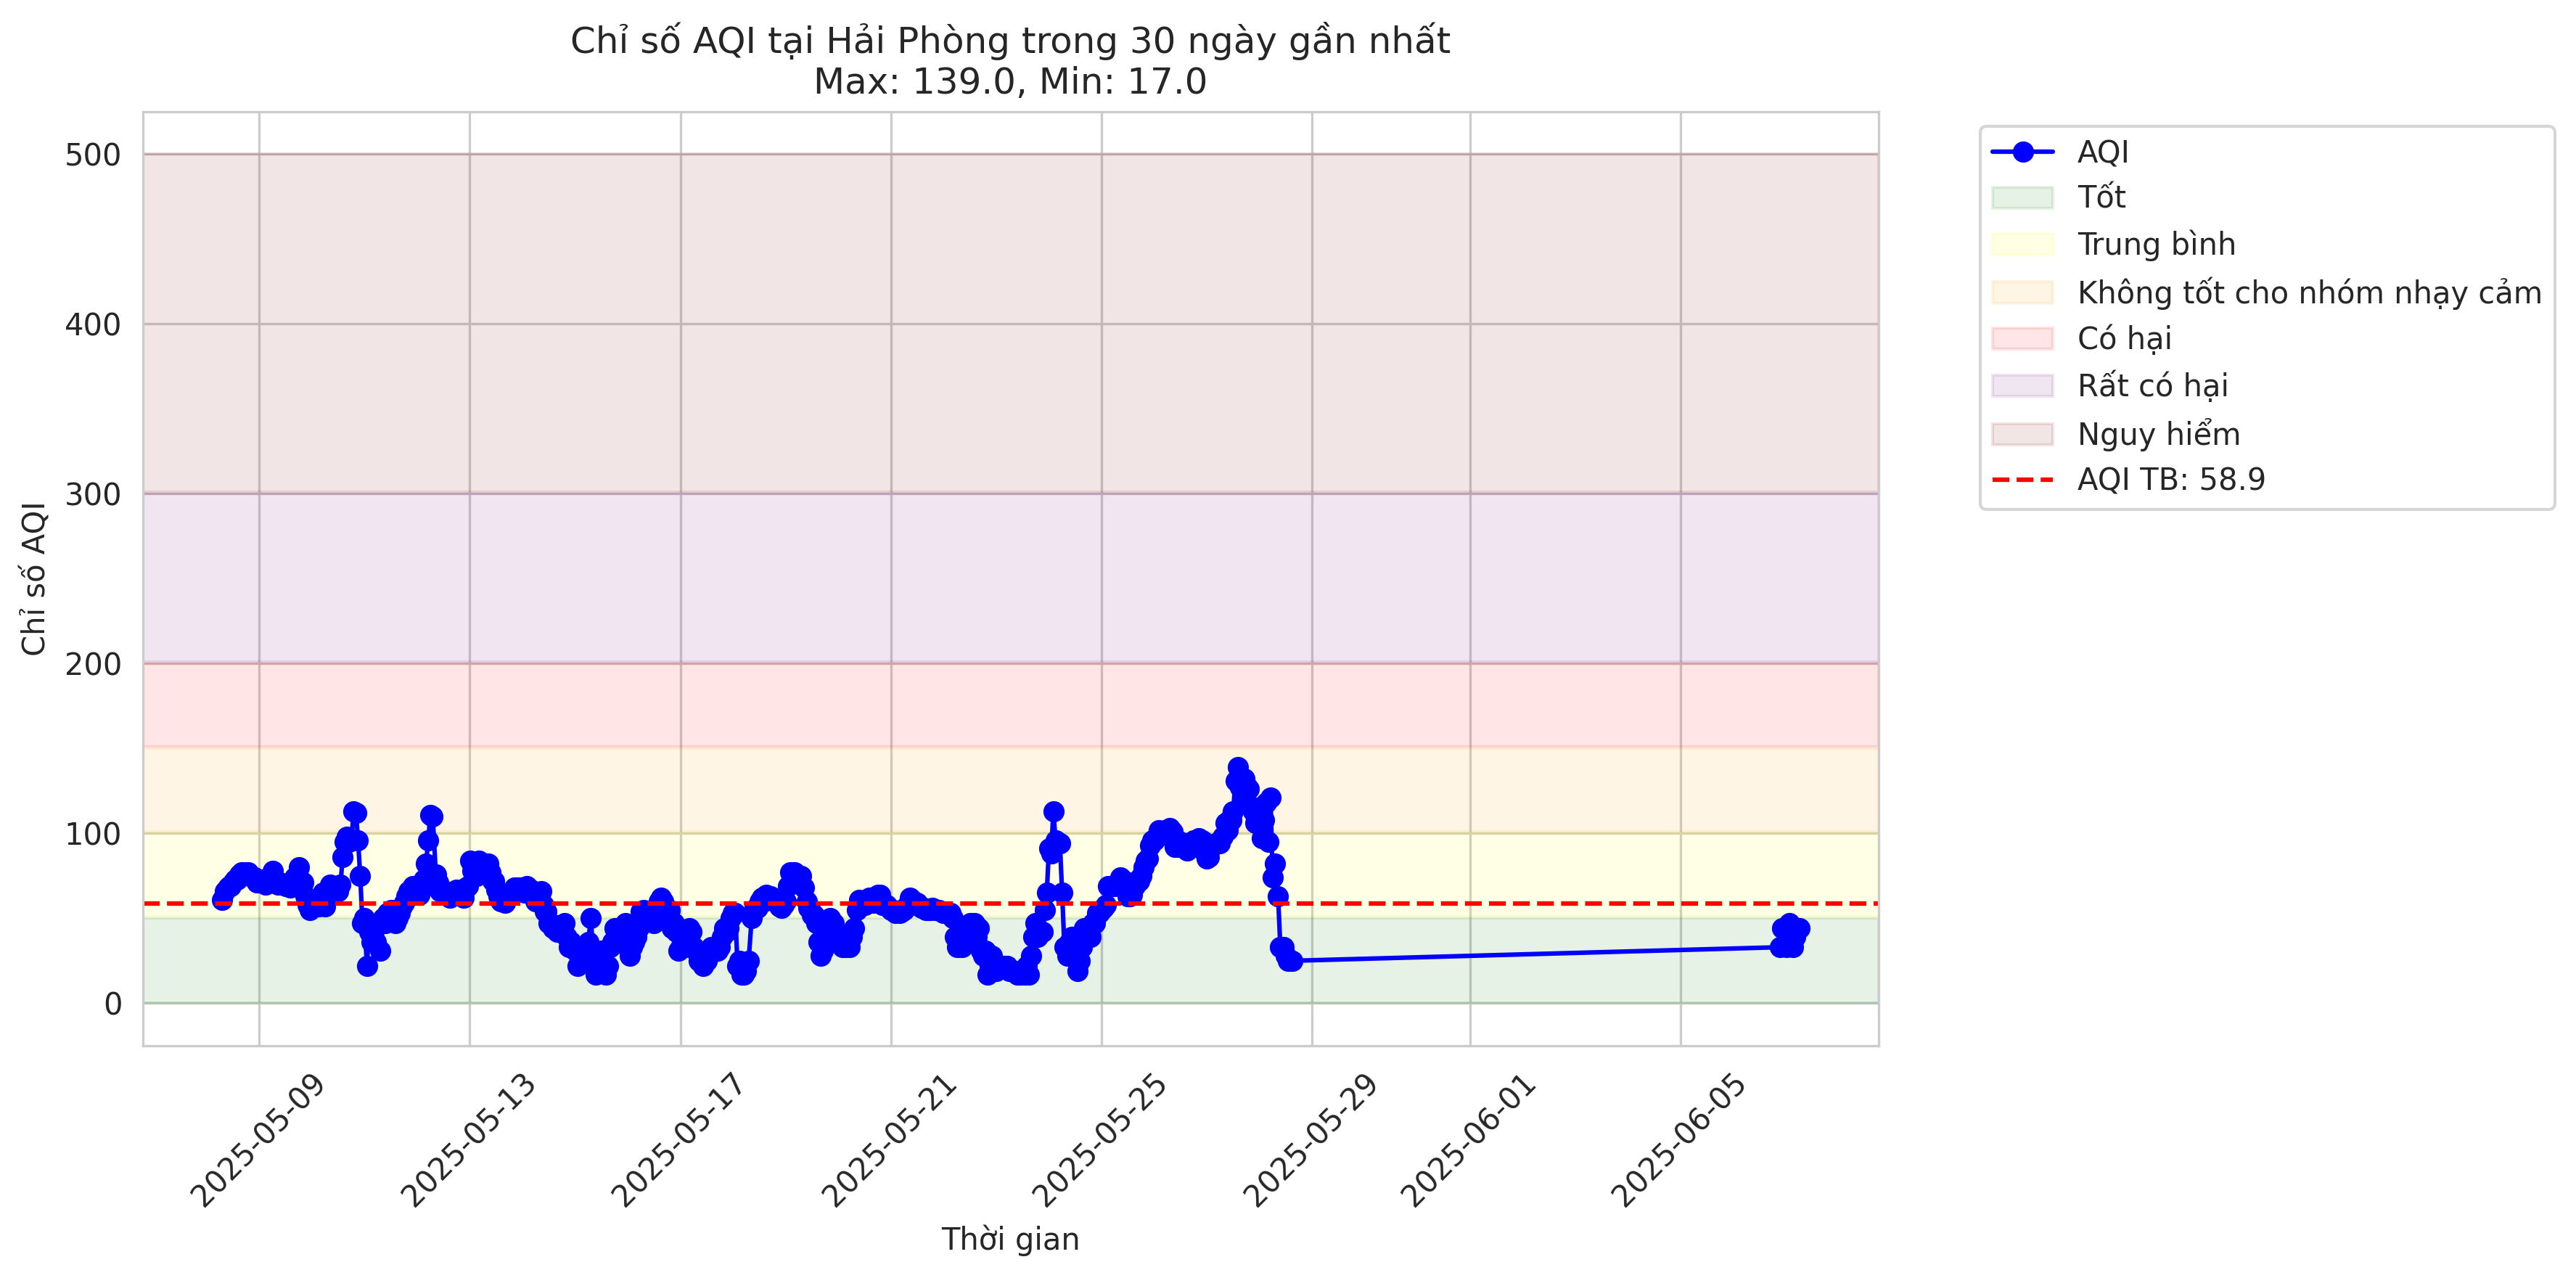 Chỉ số AQI tại Hải Phòng trong 30 ngày gần nhất
Max: 139.0, Min: 17.0
Chỉ số AQI
500
400
300
200
100
0
2025-05-09
2025-05-13
2025-05-17
2025-05-21
2025-05-25
2025-05-29
2025-06-01
2025-06-05
Thời gian
AQI
Tốt
Trung bình
Không tốt cho nhóm nhạy cảm
Có hại
Rất có hại
Nguy hiểm
AQI TB: 58.9